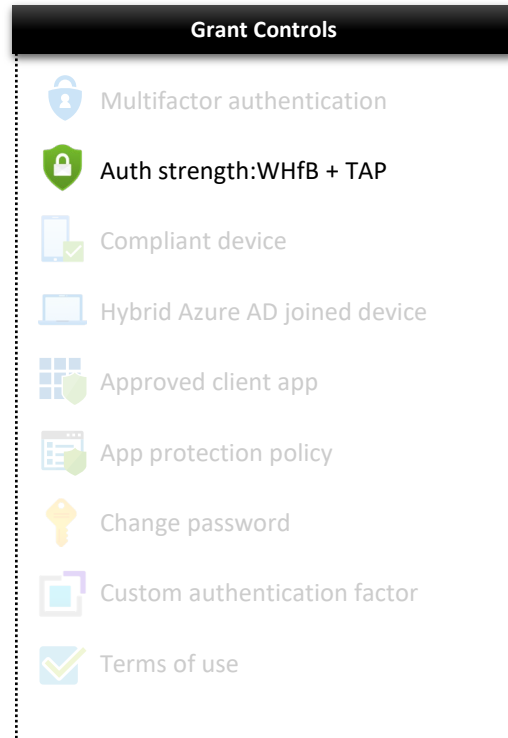 Grant Controls
Multifactor authentication
Auth strength:WHfB + TAP
Compliant device
Hybrid Azure AD joined device
Approved client app
App protection policy
Change password
Custom authentication factor
Terms of use